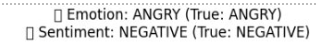 ▯ Emotion: ANGRY (True: ANGRY)
▯ Sentiment: NEGATIVE (True: NEGATIVE)